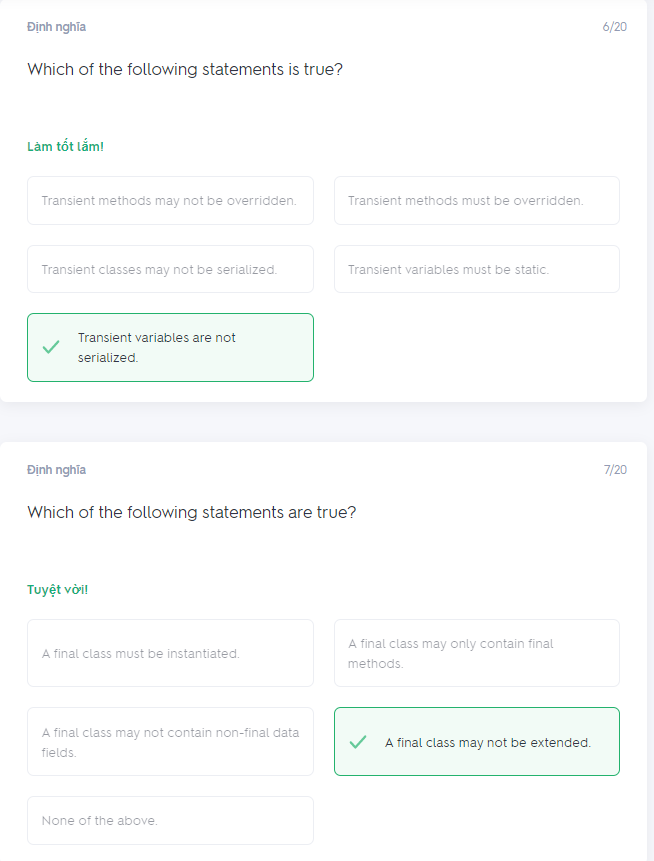 Định nghĩa
6/20
Which of the following statements is true?
Làm tốt lắm!
Transient methods may not be overridden.
Transient methods must be overridden.
Transient classes may not be serialized.
Transient variables must be static.
Transient variables are not
serialized.
Định nghĩa
7/20
Which of the following statements are true?
Tuyệt vời!
A final class must be instantiated.
A final class may only contain final
methods.
A final class may not contain non-final data
fields.
A final class may not be extended.
None of the above.